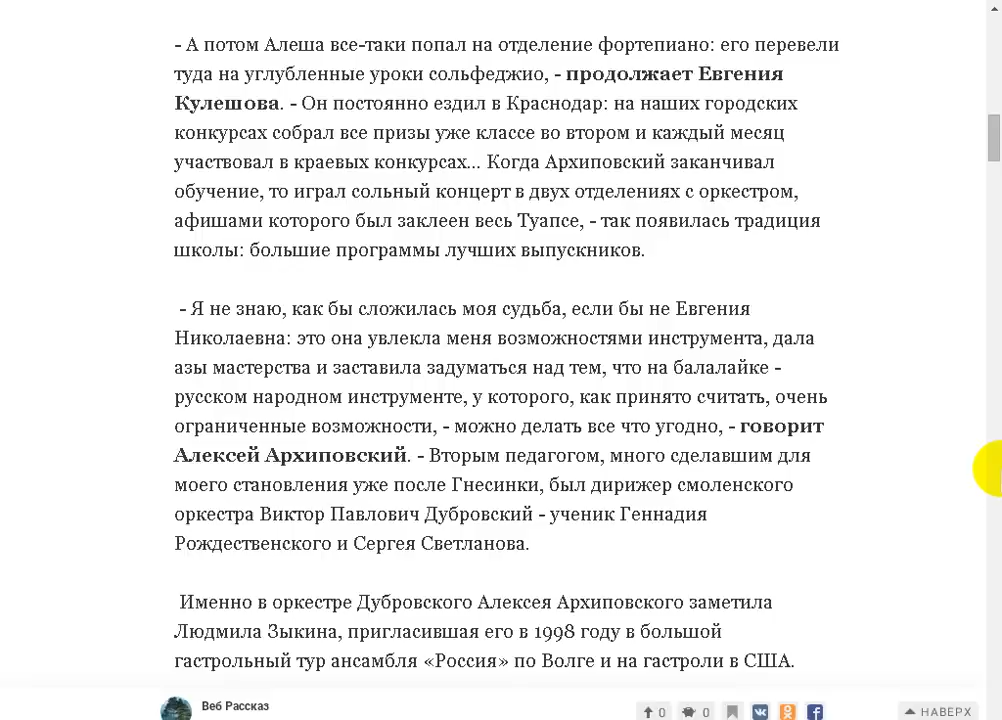 - А потом Алеша все-таки попал на отделение фортепиано: его перевели
туда на углубленные уроки сольфеджио, - продолжает Евгения
Кулешова. - Он постоянно ездил в Краснодар: на наших городских
конкурсах собрал все призы уже классе во втором и каждый месяц
участвовал в краевых конкурсах... Когда Архиповский заканчивал
обучение, то играл сольный концерт в двух отделениях с оркестром,
афишами которого был заклеен весь Туапсе, - так появилась традиция
школы: большие программы лучших выпускников.
- Я не знаю, как бы сложилась моя судьба, если бы не Евгения
Николаевна: это она увлекла меня возможностями инструмента, дала
азы мастерства и заставила задуматься над тем, что на балалайке -
русском народном инструменте, у которого, как принято считать, очень
ограниченные возможности, - можно делать все что угодно, - говорит
Алексей Архиповский. - Вторым педагогом, много сделавшим для
моего становления уже после Гнесинки, был дирижер смоленского
оркестра Виктор Павлович Дубровский - ученик Геннадия
Рождественского и Сергея Светланова.
Именно в оркестре Дубровского Алексея Архиповского заметила
Людмила Зыкина, пригласившая его в 1998 году в большой
гастрольный тур ансамбля «Россия» по Волге и на гастроли в США.
Веб Рассказ
0 0 НАВЕРХ